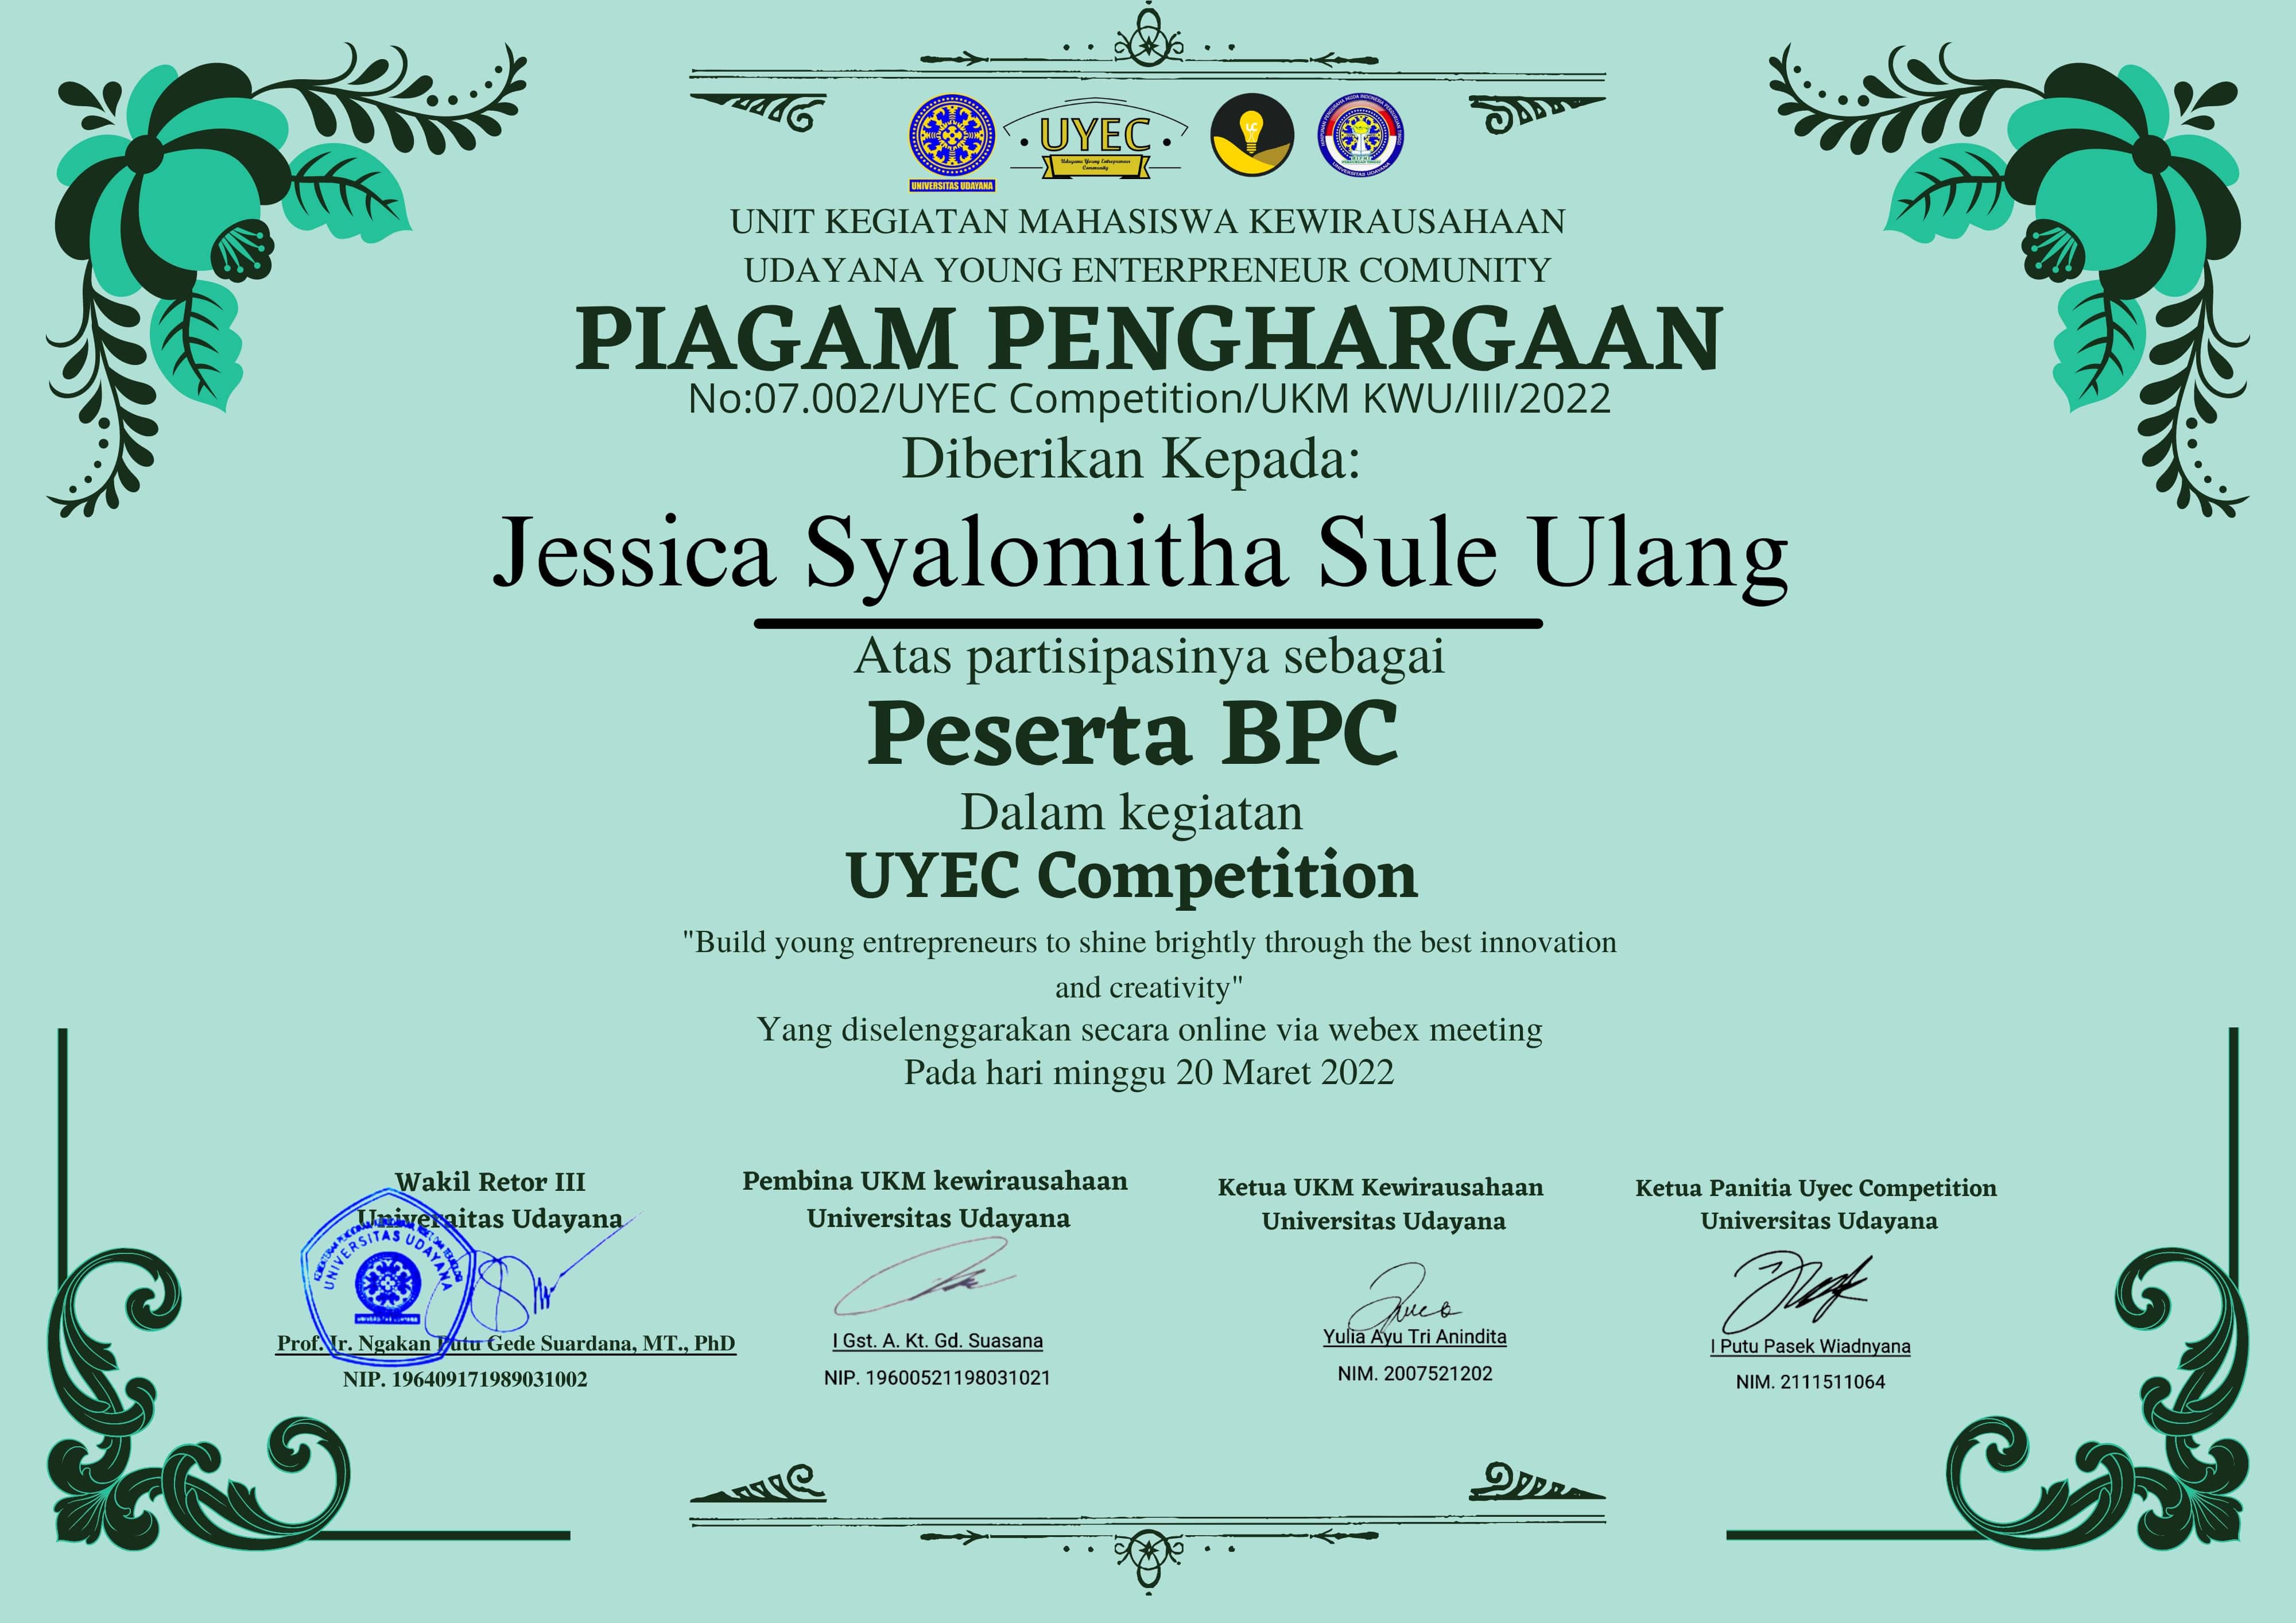 UNIVERSITAS UDAYANA
UYEC
Udayana Young Entrepreneur
Community
UNIT KEGIATAN MAHASISWA KEWIRAUSAHAAN
UDAYANA YOUNG ENTERPRENEUR COMUNITY
PIAGAM PENGHARGAAN
No:07.002/UYEC Competition/UKM KWU/III/2022
Diberikan Kepada:
Jessica Syalomitha Sule Ulang
Atas partisipasinya sebagai
Peserta BPC
Dalam kegiatan
UYEC Competition
"Build young entrepreneurs to shine brightly through the best innovation
and creativity"
Yang diselenggarakan secara online via webex meeting
Pada hari minggu 20 Maret 2022
Wakil Retor III
Univeraitas Udayana
UNIVERSITAS UDAYANA
Prof. Ir. Ngakan Putu Gede Suardana, MT., PhD
NIP. 196409171989031002
Pembina UKM kewirausahaan
Universitas Udayana
I Gst. A. Kt. Gd. Suasana
NIP. 19600521198031021
Ketua UKM Kewirausahaan
Universitas Udayana
Yulia Ayu Tri Anindita
NIM. 2007521202
Ketua Panitia Uyec Competition
Universitas Udayana
I Putu Pasek Wiadnyana
NIM. 2111511064